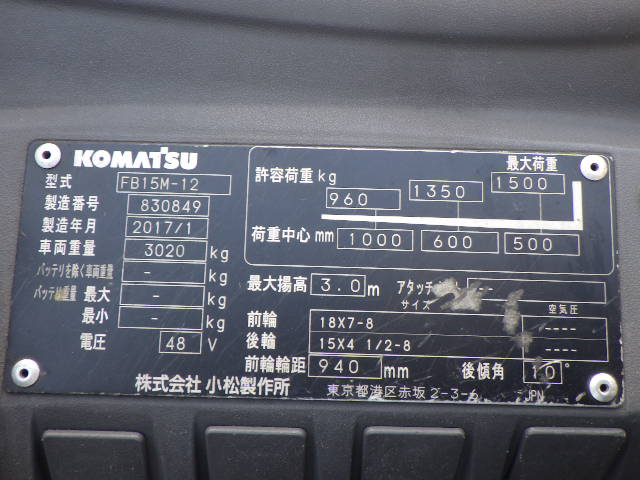 KOMATSU
型式 FB15M-12
製造番号 830849
製造年月 2017/1
車両重量 3020 kg
バッテリを除く車両重量 - kg
バッテリ重量 最大 - kg
最小 - kg
電圧 48 V
最大荷重
許容荷重 kg 960 1350 1500
荷重中心 mm 1000 600 500
最大揚高 3.0 m ---
サイズ 空気圧
前輪 18X7-8 ----
後輪 15X4 1/2-8 ----
前輪輪距 940 mm 後傾角 10°
株式会社 小松製作所 東京都港区赤坂 2-3-6 JPN